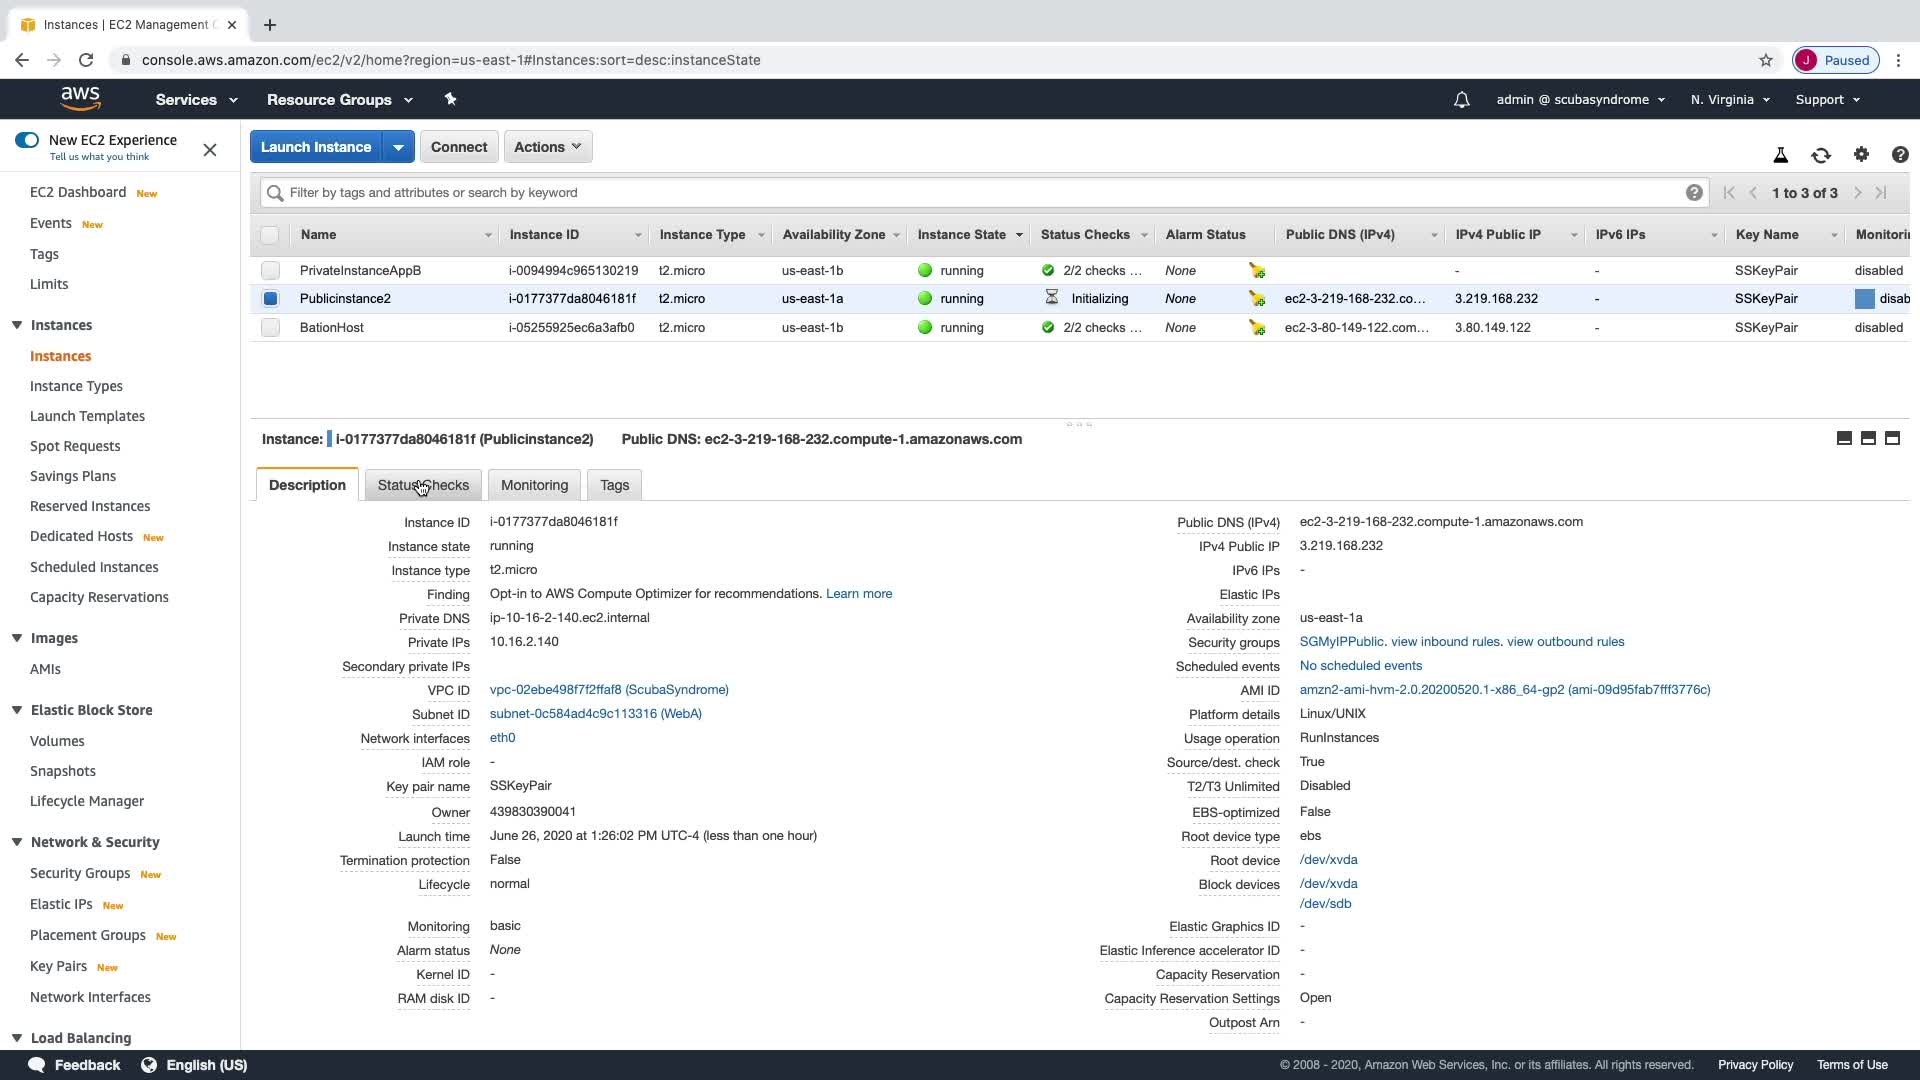 Instances | EC2 Management C
console.aws.amazon.com/ec2/v2/home?region=us-east-1#Instances:sort=desc:instanceState
J Paused
aws Services Resource Groups admin @ scubasyndrome N. Virginia Support
New EC2 Experience
Tell us what you think
EC2 Dashboard New
Events New
Tags
Limits
Instances
Instances
Instance Types
Launch Templates
Spot Requests
Savings Plans
Reserved Instances
Dedicated Hosts New
Scheduled Instances
Capacity Reservations
Images
AMIs
Elastic Block Store
Volumes
Snapshots
Lifecycle Manager
Network & Security
Security Groups New
Elastic IPs New
Placement Groups New
Key Pairs New
Network Interfaces
Load Balancing
Launch Instance Connect Actions
Filter by tags and attributes or search by keyword 1 to 3 of 3
Name Instance ID Instance Type Availability Zone Instance State Status Checks Alarm Status Public DNS (IPv4) IPv4 Public IP IPv6 IPs Key Name Monitorin
PrivateInstanceAppB i-0094994c965130219 t2.micro us-east-1b running 2/2 checks ... None - - SSKeyPair disabled
Publicinstance2 i-0177377da8046181f t2.micro us-east-1a running Initializing None ec2-3-219-168-232.co... 3.219.168.232 - SSKeyPair disab
BationHost i-05255925ec6a3afb0 t2.micro us-east-1b running 2/2 checks ... None ec2-3-80-149-122.com... 3.80.149.122 - SSKeyPair disabled
Instance: i-0177377da8046181f (Publicinstance2) Public DNS: ec2-3-219-168-232.compute-1.amazonaws.com
Description Status Checks Monitoring Tags
Instance ID i-0177377da8046181f
Instance state running
Instance type t2.micro
Finding Opt-in to AWS Compute Optimizer for recommendations. Learn more
Private DNS ip-10-16-2-140.ec2.internal
Private IPs 10.16.2.140
Secondary private IPs
VPC ID vpc-02ebe498f7f2ffaf8 (ScubaSyndrome)
Subnet ID subnet-0c584ad4c9c113316 (WebA)
Network interfaces eth0
IAM role -
Key pair name SSKeyPair
Owner 439830390041
Launch time June 26, 2020 at 1:26:02 PM UTC-4 (less than one hour)
Termination protection False
Lifecycle normal
Monitoring basic
Alarm status None
Kernel ID -
RAM disk ID -
Public DNS (IPv4) ec2-3-219-168-232.compute-1.amazonaws.com
IPv4 Public IP 3.219.168.232
IPv6 IPs -
Elastic IPs
Availability zone us-east-1a
Security groups SGMyIPPublic. view inbound rules. view outbound rules
Scheduled events No scheduled events
AMI ID amzn2-ami-hvm-2.0.20200520.1-x86_64-gp2 (ami-09d95fab7fff3776c)
Platform details Linux/UNIX
Usage operation RunInstances
Source/dest. check True
T2/T3 Unlimited Disabled
EBS-optimized False
Root device type ebs
Root device /dev/xvda
Block devices /dev/xvda
/dev/sdb
Elastic Graphics ID -
Elastic Inference accelerator ID -
Capacity Reservation -
Capacity Reservation Settings Open
Outpost Arn -
Feedback English (US) © 2008 - 2020, Amazon Web Services, Inc. or its affiliates. All rights reserved. Privacy Policy Terms of Use